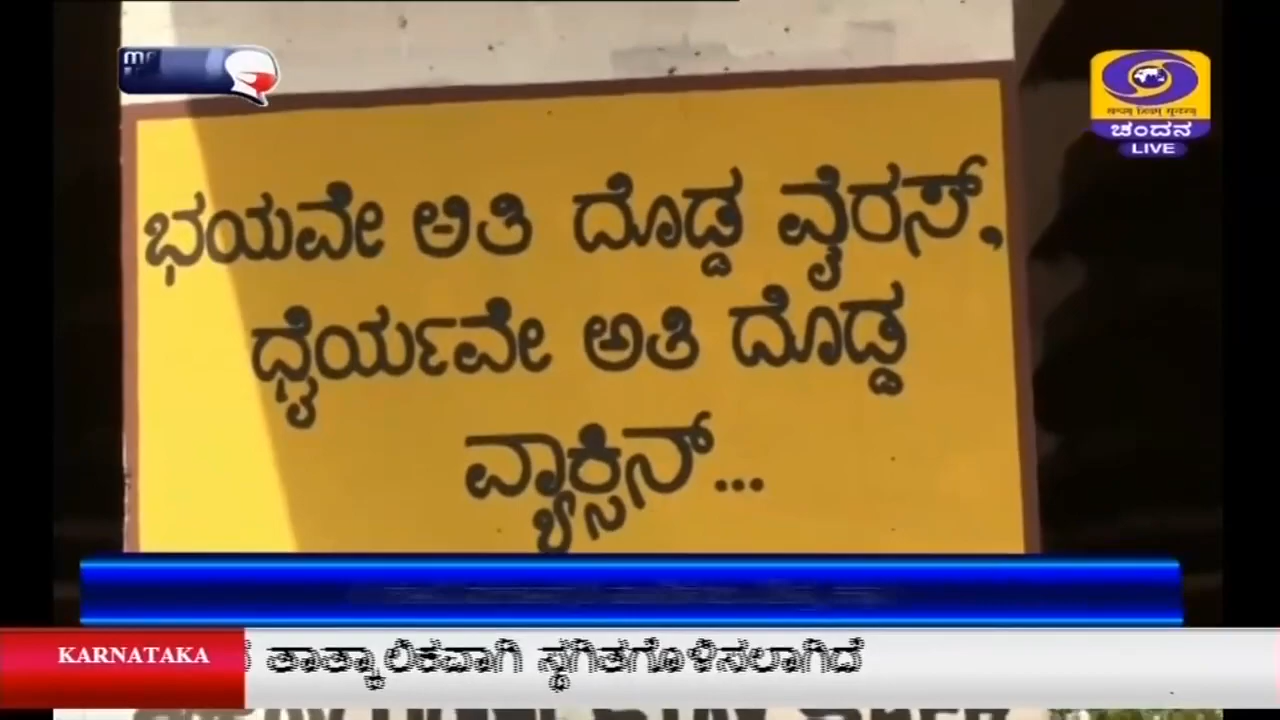 ಚಂದನ
LIVE
ಭಯವೇ ಅತಿ ದೊಡ್ಡ ವೈರಸ್,
ಧೈರ್ಯವೇ ಅತಿ ದೊಡ್ಡ
ವ್ಯಾಕ್ಸಿನ್...
KARNATAKA
ತಾತ್ಕಾಲಿಕವಾಗಿ ಸ್ಥಗಿತಗೊಳಿಸಲಾಗಿದೆ